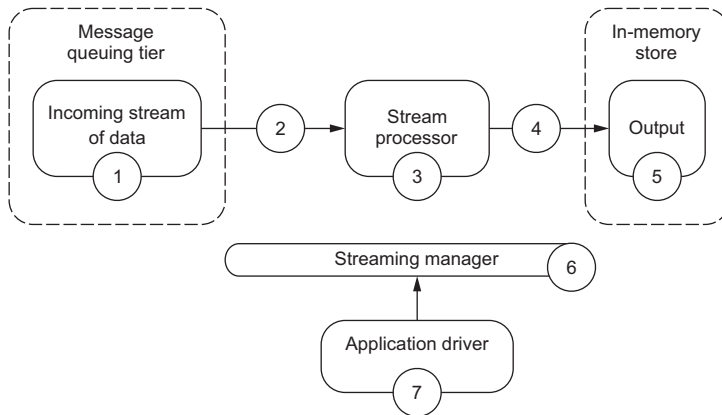 Message
queuing tier
Incoming stream
of data
1
2
Stream
processor
3
4
In-memory
store
Output
5
Streaming manager
6
Application driver
7